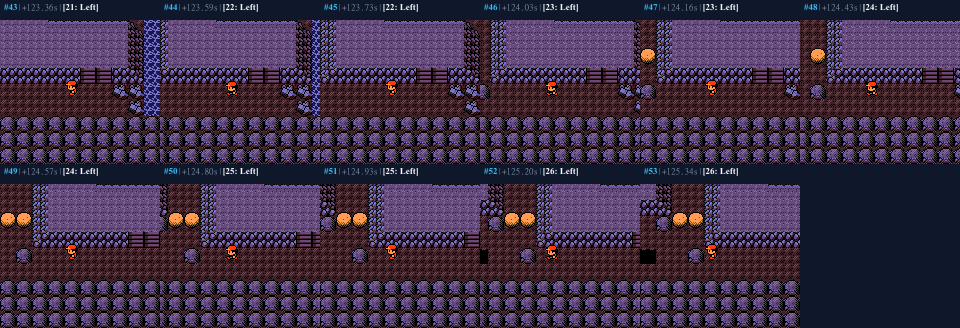 #43 | +123.36s | [21: Left]
#44 | +123.59s | [22: Left]
#45 | +123.73s | [22: Left]
#46 | +124.03s | [23: Left]
#47 | +124.16s | [23: Left]
#48 | +124.43s | [24: Left]
#49 | +124.57s | [24: Left]
#50 | +124.80s | [25: Left]
#51 | +124.93s | [25: Left]
#52 | +125.20s | [26: Left]
#53 | +125.34s | [26: Left]